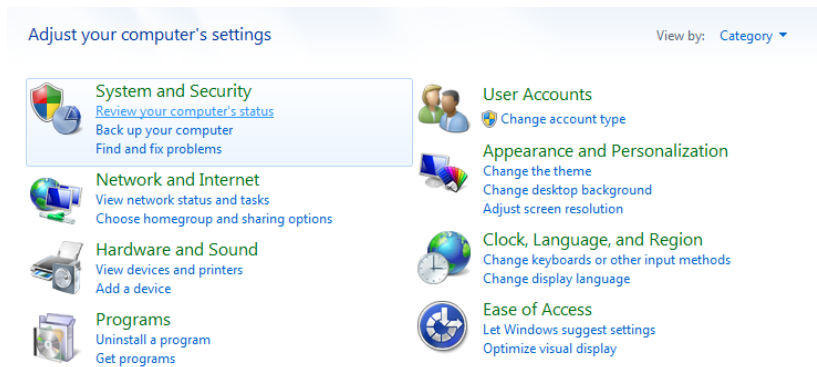 Adjust your computer's settings
View by: Category
System and Security
Review your computer's status
Back up your computer
Find and fix problems
Network and Internet
View network status and tasks
Choose homegroup and sharing options
Hardware and Sound
View devices and printers
Add a device
Programs
Uninstall a program
Get programs
User Accounts
Change account type
Appearance and Personalization
Change the theme
Change desktop background
Adjust screen resolution
Clock, Language, and Region
Change keyboards or other input methods
Change display language
Ease of Access
Let Windows suggest settings
Optimize visual display